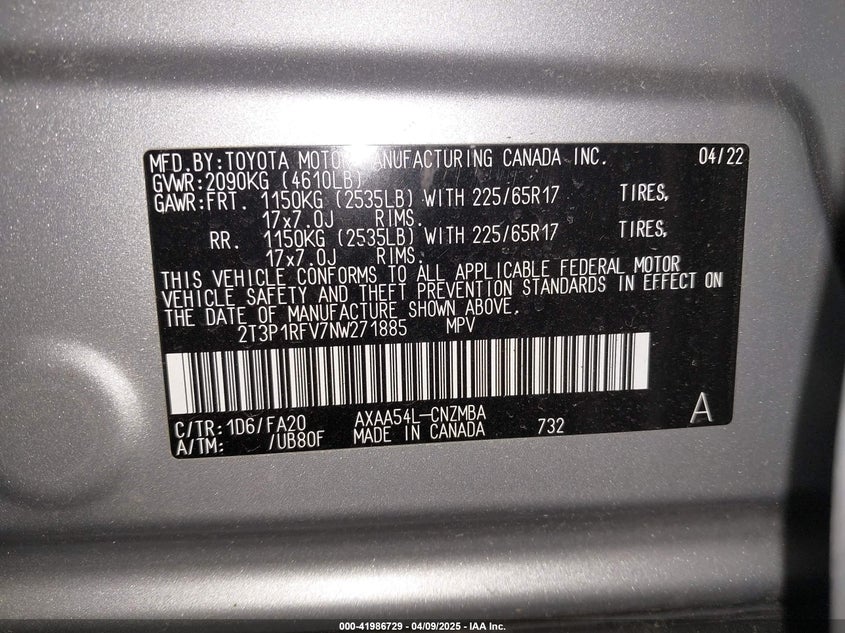 MFD. BY: TOYOTA MOTOR MANUFACTURING CANADA INC. 04/22
GVWR: 2090KG (4610LB)
GAWR: FRT. 1150KG (2535LB) WITH 225/65R17 TIRES,
17x7.0J RIMS.
RR. 1150KG (2535LB) WITH 225/65R17 TIRES,
17x7.0J RIMS.
THIS VEHICLE CONFORMS TO ALL APPLICABLE FEDERAL MOTOR
VEHICLE SAFETY AND THEFT PREVENTION STANDARDS IN EFFECT ON
THE DATE OF MANUFACTURE SHOWN ABOVE.
2T3P1RFV7NW271885 MPV
C/TR: 1D6/FA20 AXAA54L-CNZMBA A
A/TM: /UB80F MADE IN CANADA 732
000-41986729 - 04/09/2025 - IAA Inc.